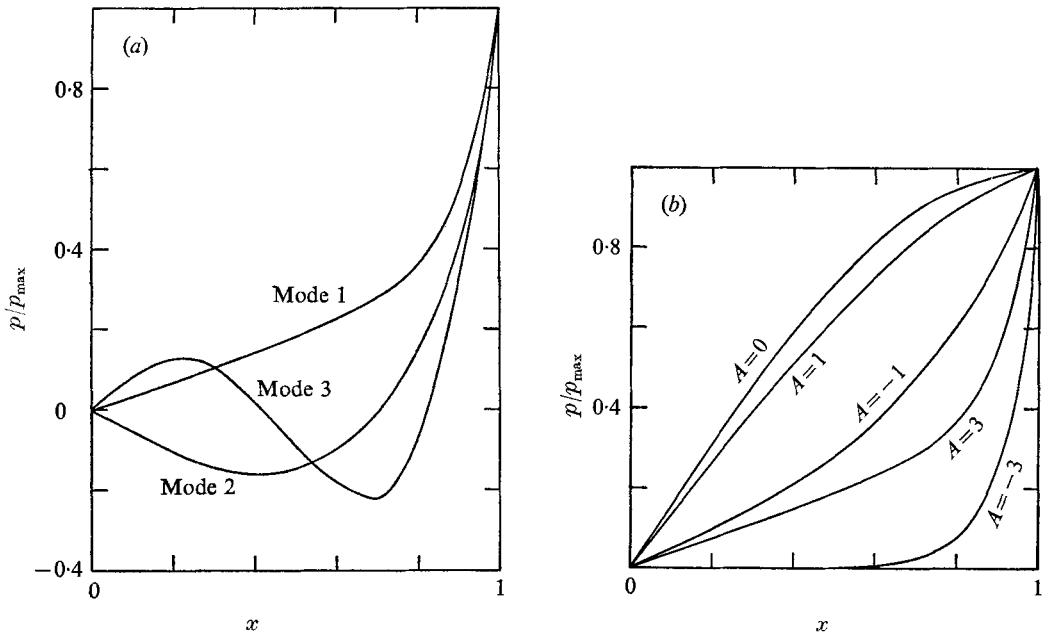 (a)
0·8
0·4
0
−0·4
p/p_max
Mode 1
Mode 3
Mode 2
0
1
x
(b)
0·8
0·4
p/p_max
A=0
A=1
A=−1
A=3
A=−3
0
1
x